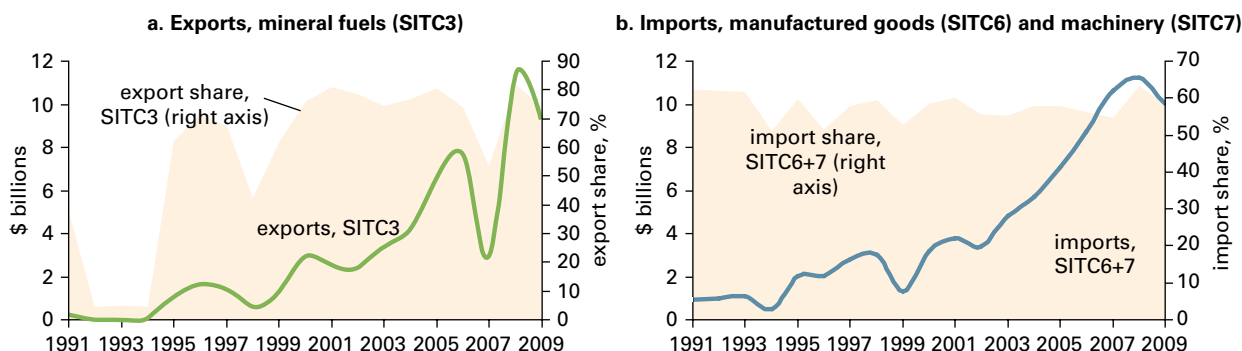 a. Exports, mineral fuels (SITC3)
12
10
8
6
4
2
0
$ billions
90
80
70
60
50
40
30
20
10
0
export share, %
export share,
SITC3 (right axis)
exports, SITC3
1991 1993 1995 1997 1999 2001 2003 2005 2007 2009
b. Imports, manufactured goods (SITC6) and machinery (SITC7)
12
10
8
6
4
2
0
$ billions
70
60
50
40
30
20
10
0
import share, %
import share,
SITC6+7 (right
axis)
imports,
SITC6+7
1991 1993 1995 1997 1999 2001 2003 2005 2007 2009